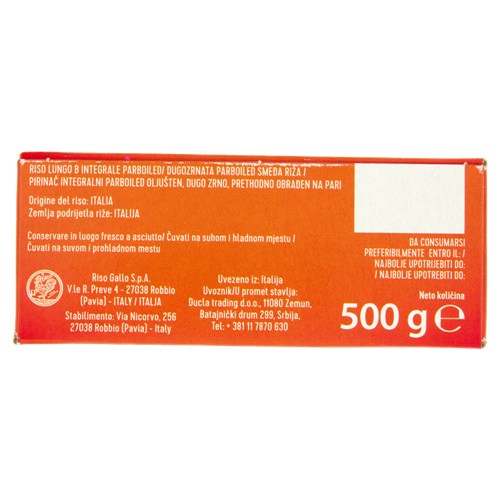 RISO LUNGO B INTEGRALE PARBOILED/ DUGOZRNATA PARBOILED SMEĐA RIŽA /
PIRINAČ INTEGRALNI PARBOILED OLJUŠTEN, DUGO ZRNO, PRETHODNO OBRAĐEN NA PARI
Origine del riso: ITALIA
Zemlja podrijetla riže: ITALIJA
Conservare in luogo fresco a asciutto/ Čuvati na suhom i hladnom mjestu /
Čuvati na suvom i prohladnom mestu
Riso Gallo S.p.A.
V.le R. Preve 4 - 27038 Robbio
(Pavia) - ITALY / ITALIJA
Stabilimento: Via Nicorvo, 256
27038 Robbio (Pavia) - Italy
Uvezeno iz: Italija
Uvoznik/U promet stavlja:
Ducla trading d.o.o., 11080 Zemun,
Batajnički drum 299, Srbija,
Tel: + 381 11 7870 630
DA CONSUMARSI
PREFERIBILMENTE ENTRO IL: /
NAJBOLJE UPOTRIJEBITI DO:
/ NAJBOLJE UPOTREBITI DO:
Neto količina
500 g e